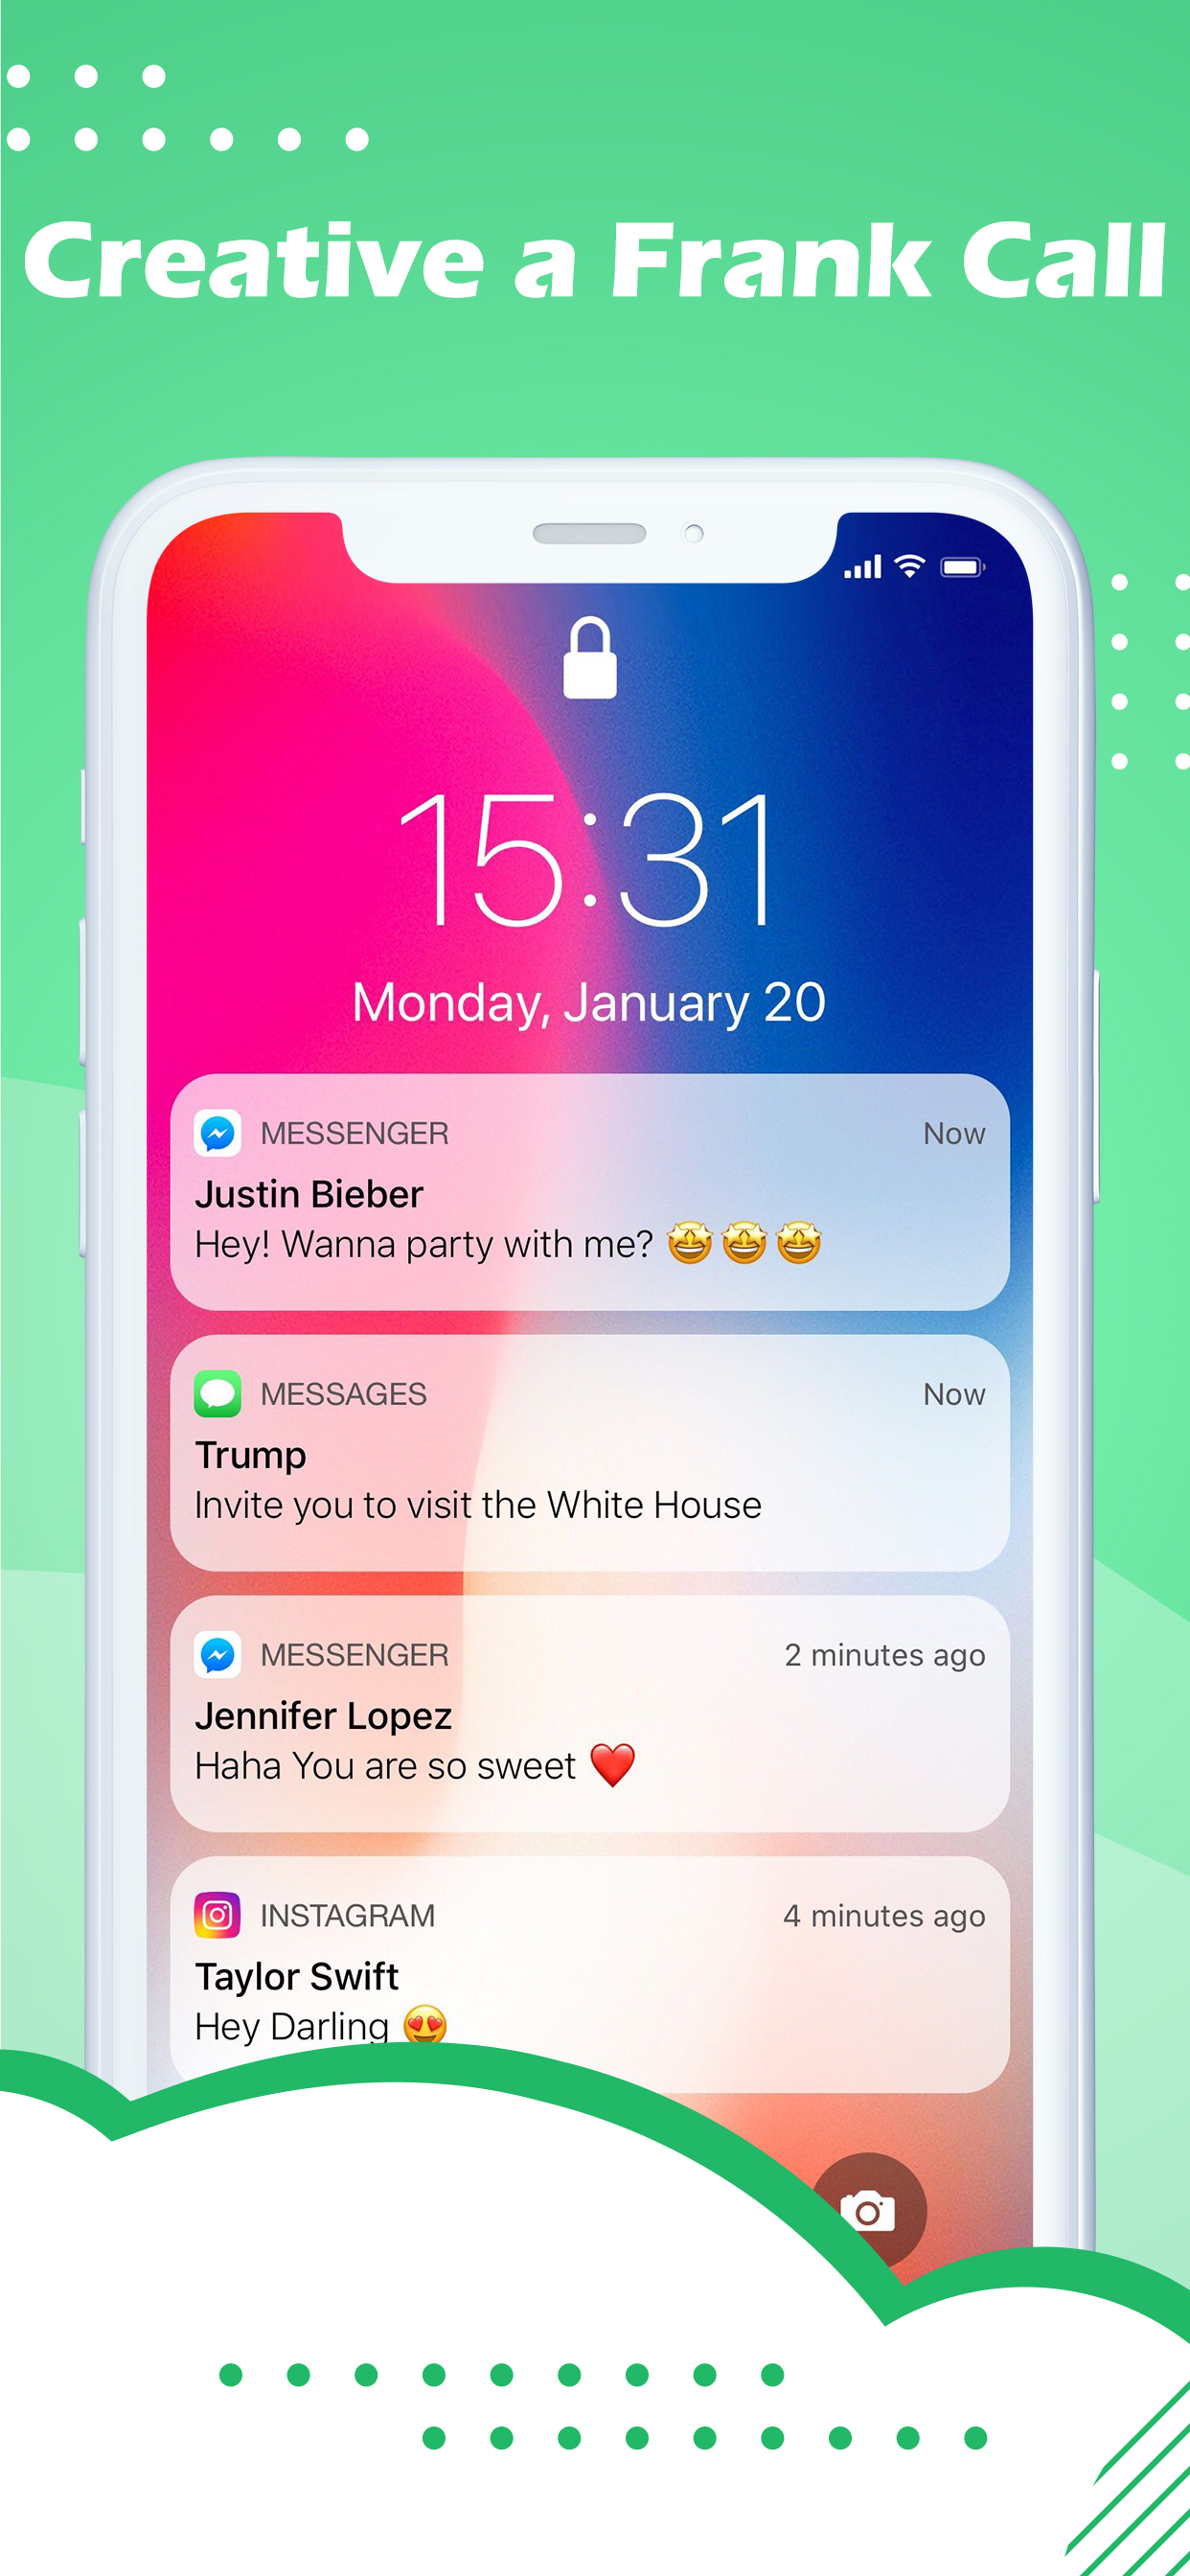 Creative a Frank Call
15:31
Monday, January 20
MESSENGER Now
Justin Bieber
Hey! Wanna party with me? 🤩🤩🤩
MESSAGES Now
Trump
Invite you to visit the White House
MESSENGER 2 minutes ago
Jennifer Lopez
Haha You are so sweet ❤️
INSTAGRAM 4 minutes ago
Taylor Swift
Hey Darling 😍